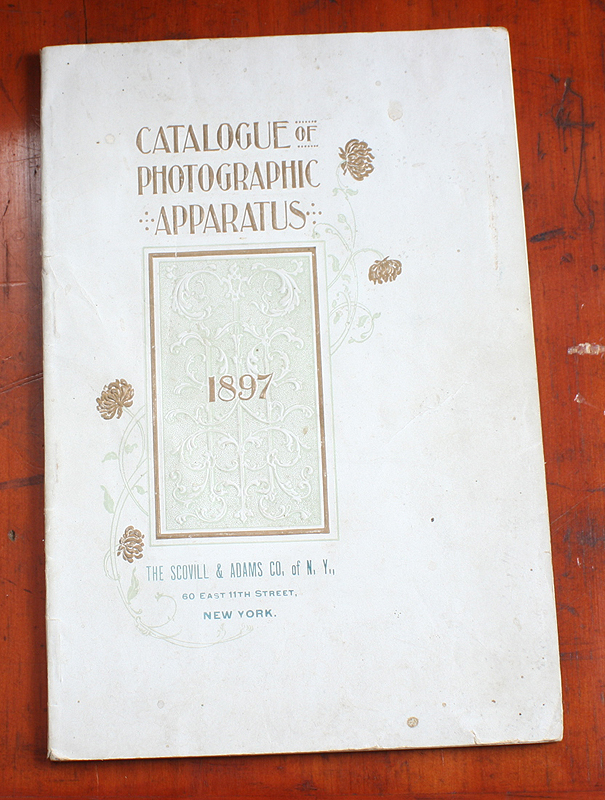 CATALOGUE OF
PHOTOGRAPHIC
APPARATUS
1897
THE SCOVILL & ADAMS CO. of N. Y.,
60 EAST 11TH STREET,
NEW YORK.